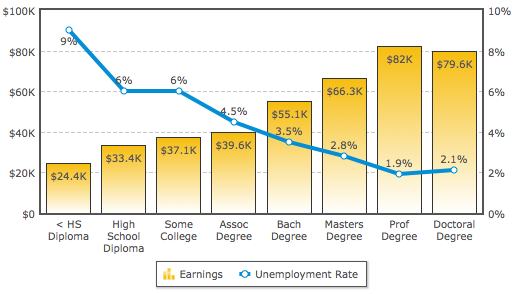 $100K
$80K
$60K
$40K
$20K
$0
10%
8%
6%
4%
2%
0%
9%
6%
6%
4.5%
3.5%
2.8%
1.9%
2.1%
$24.4K
$33.4K
$37.1K
$39.6K
$55.1K
$66.3K
$82K
$79.6K
< HS
Diploma
High
School
Diploma
Some
College
Assoc
Degree
Bach
Degree
Masters
Degree
Prof
Degree
Doctoral
Degree
Earnings
Unemployment Rate